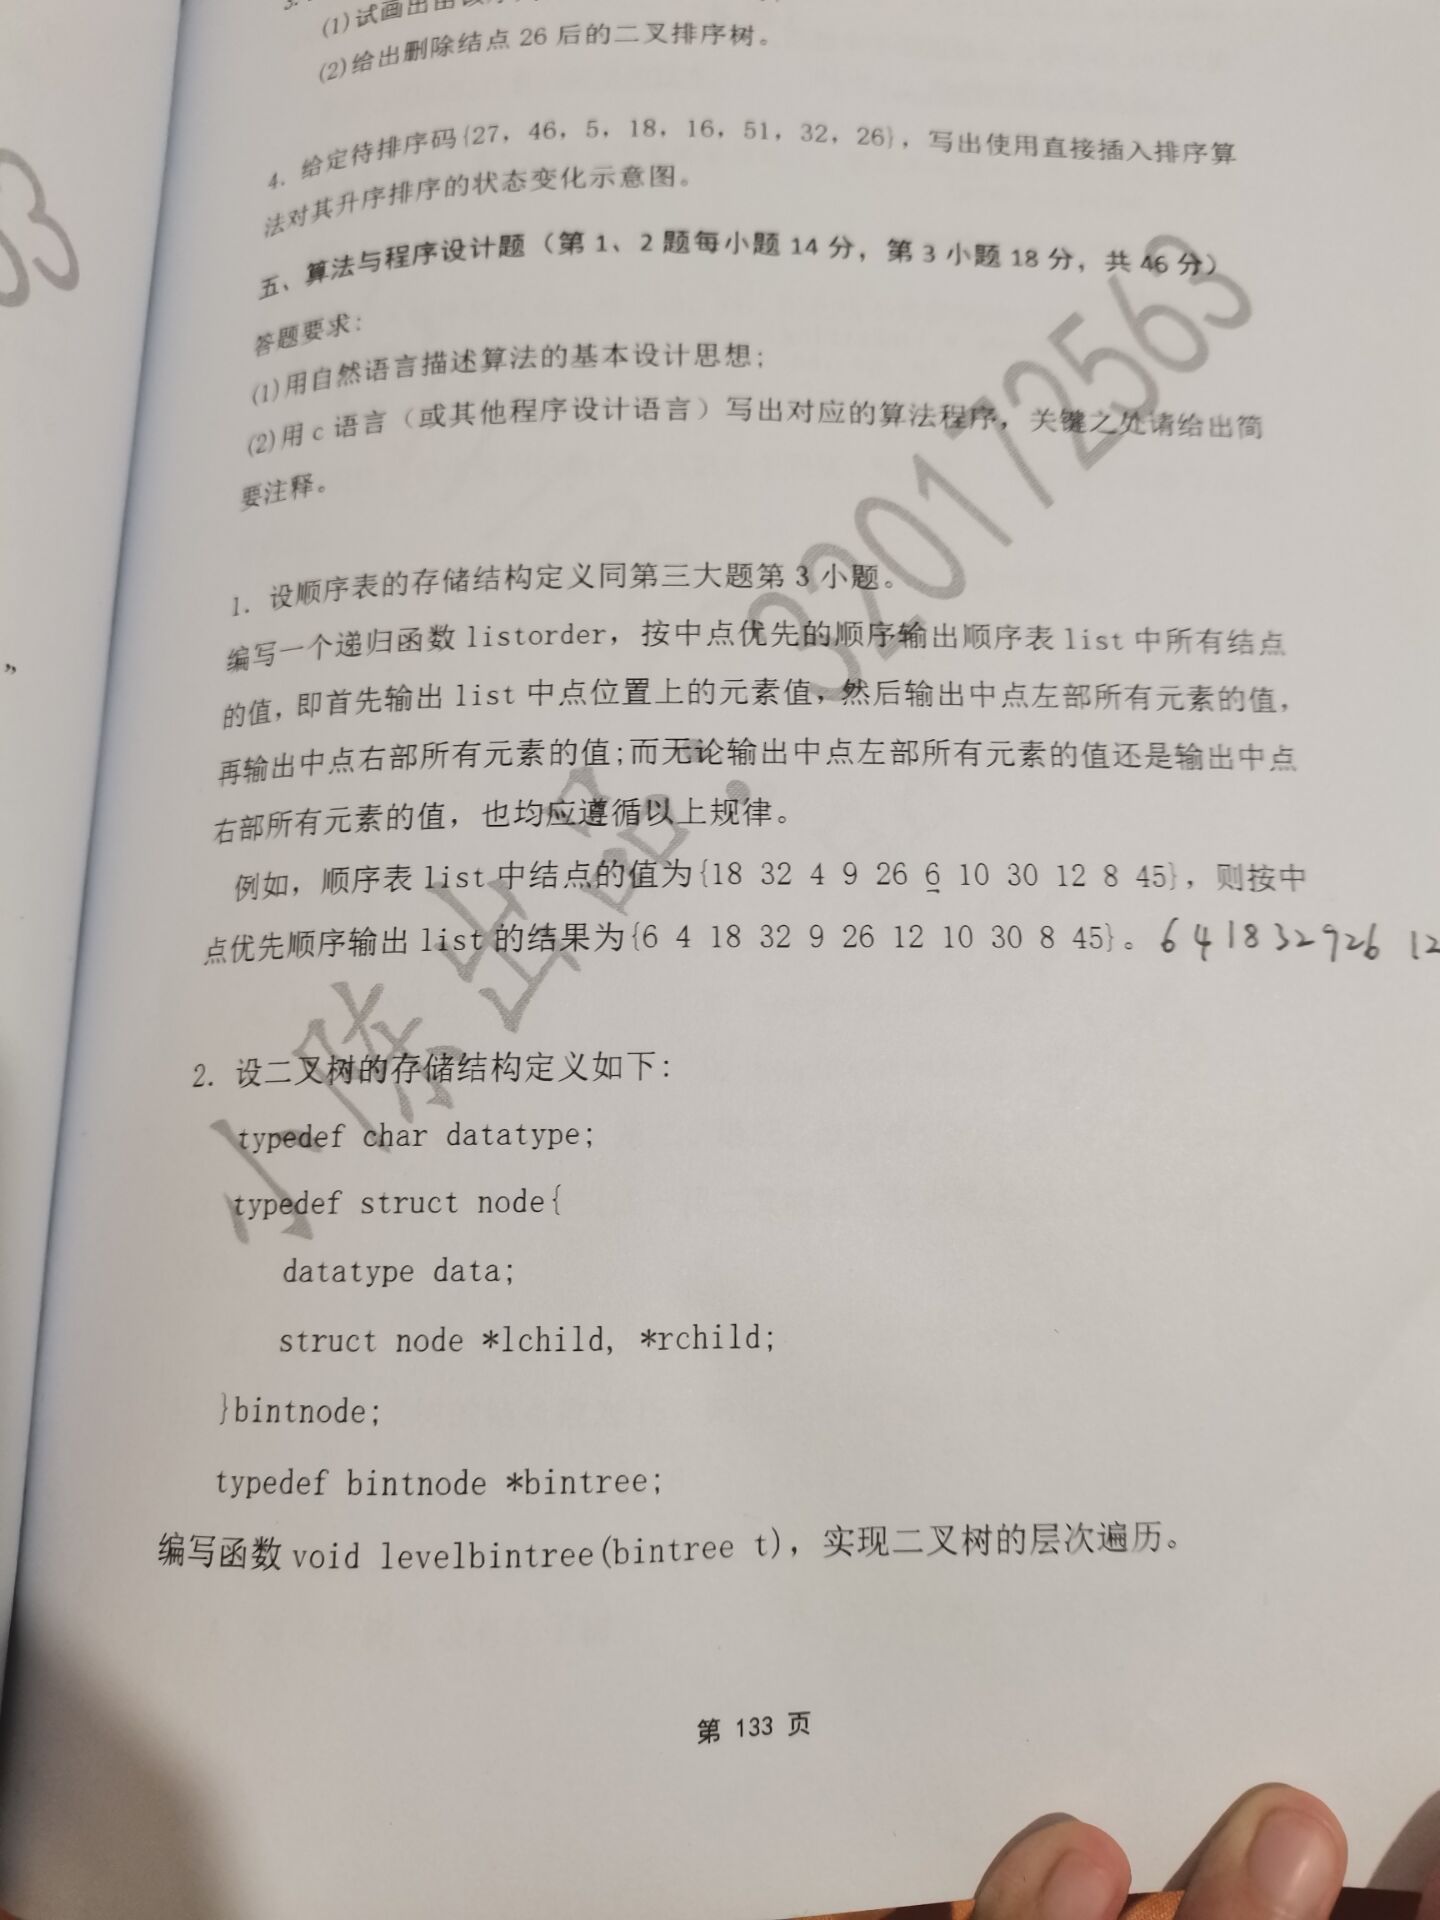 (1)试画出由该序
(2)给出删除结点 26 后的二叉排序树。
4. 给定待排序码{27, 46, 5, 18, 16, 51, 32, 26}，写出使用直接插入排序算
法对其升序排序的状态变化示意图。
五、算法与程序设计题（第 1、2 题每小题 14 分，第 3 小题 18 分，共 46 分）
答题要求：
(1)用自然语言描述算法的基本设计思想；
(2)用 c 语言（或其他程序设计语言）写出对应的算法程序，关键之处请给出简
要注释。
1. 设顺序表的存储结构定义同第三大题第 3 小题。
编写一个递归函数 listorder，按中点优先的顺序输出顺序表 list 中所有结点
的值，即首先输出 list 中点位置上的元素值，然后输出中点左部所有元素的值，
再输出中点右部所有元素的值；而无论输出中点左部所有元素的值还是输出中点
右部所有元素的值，也均应遵循以上规律。
例如，顺序表 list 中结点的值为{18 32 4 9 26 6 10 30 12 8 45}，则按中
点优先顺序输出 list 的结果为{6 4 18 32 9 26 12 10 30 8 45}。 6 4 18 32 9 26 12
2. 设二叉树的存储结构定义如下：
typedef char datatype;
typedef struct node{
datatype data;
struct node *lchild, *rchild;
}bintnode;
typedef bintnode *bintree;
编写函数 void levelbintree(bintree t)，实现二叉树的层次遍历。
第 133 页
小陈出品：320172563
63
”